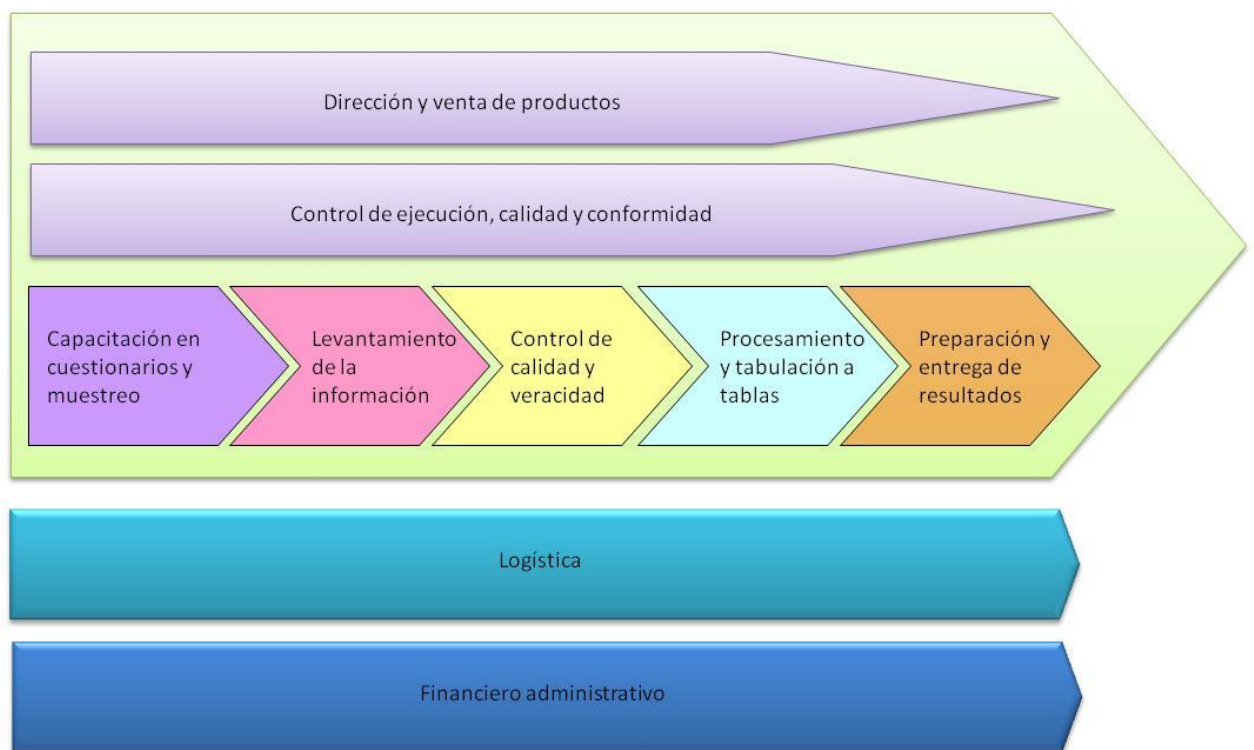 Dirección y venta de productos
Control de ejecución, calidad y conformidad
Capacitación en
cuestionarios y
muestreo
Levantamiento
de la
información
Control de
calidad y
veracidad
Procesamiento
y tabulación a
tablas
Preparación y
entrega de
resultados
Logística
Financiero administrativo